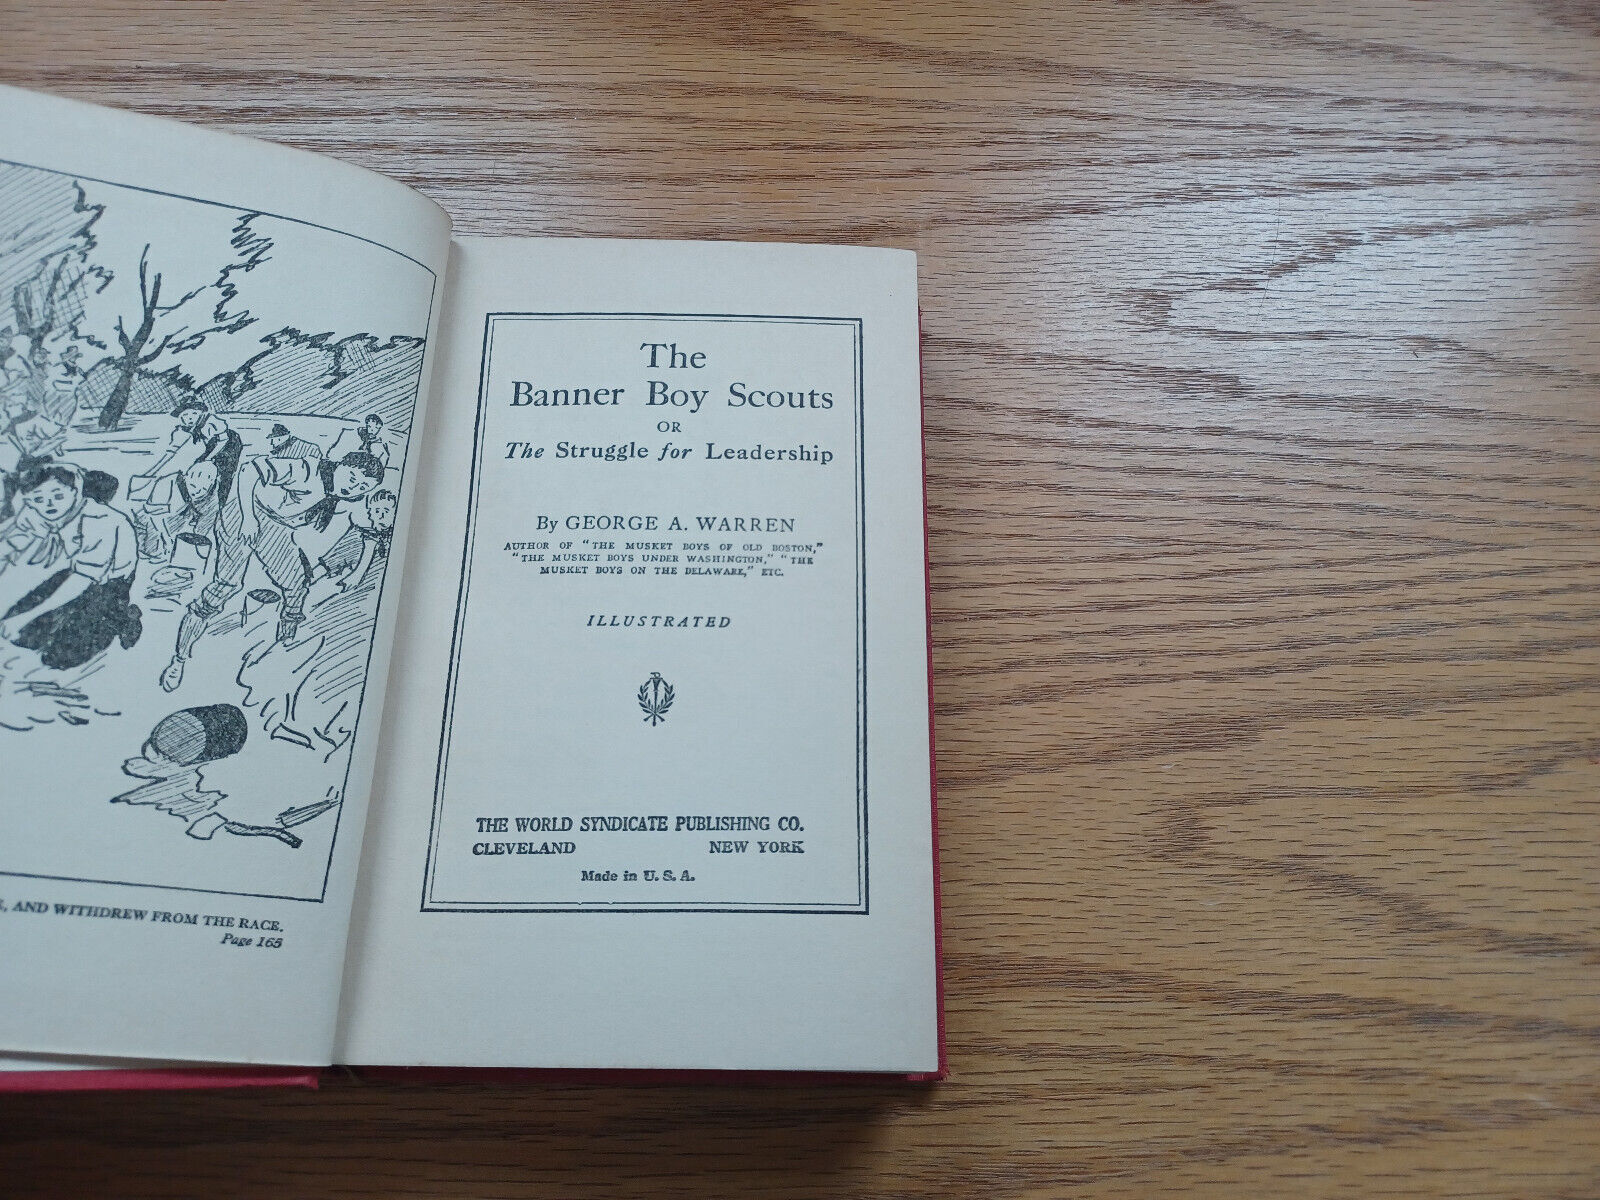 , AND WITHDREW FROM THE RACE.
Page 165
The
Banner Boy Scouts
OR
The Struggle for Leadership
By GEORGE A. WARREN
AUTHOR OF "THE MUSKET BOYS OF OLD BOSTON,"
"THE MUSKET BOYS UNDER WASHINGTON," "THE
MUSKET BOYS ON THE DELAWARE," ETC.
ILLUSTRATED
THE WORLD SYNDICATE PUBLISHING CO.
CLEVELAND NEW YORK
Made in U. S. A.